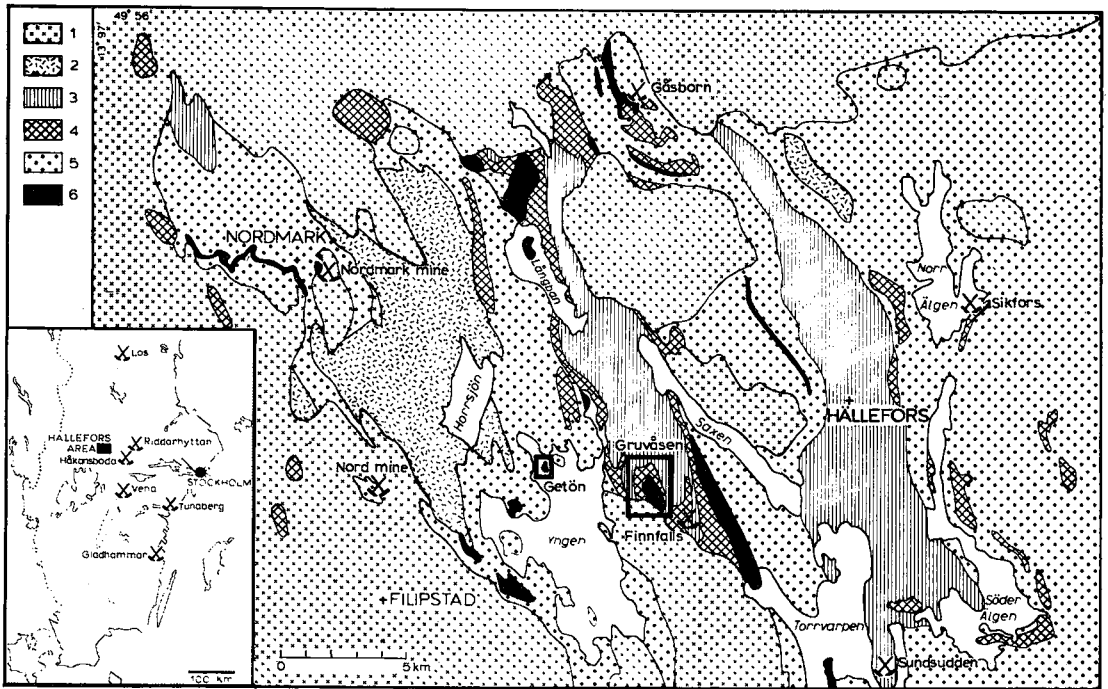 49° 56'
13° 97'
1
2
3
4
5
6
Gåsborn
NORDMARK
Nordmark mine
Långban
Norr
Älgen
Sikfors
HÄLLEFORS
Saxen
Horrsjön
Gruvåsen
Nord mine
Getön
Finnfalls
Yngen
+FILIPSTAD
Söder
Älgen
Torrvarpen
Sundsudden
0 5 km
Los
HÄLLEFORS
AREA
Riddarhyttan
Håkansboda
STOCKHOLM
Vena
Tunaberg
Gladhammar
100 km